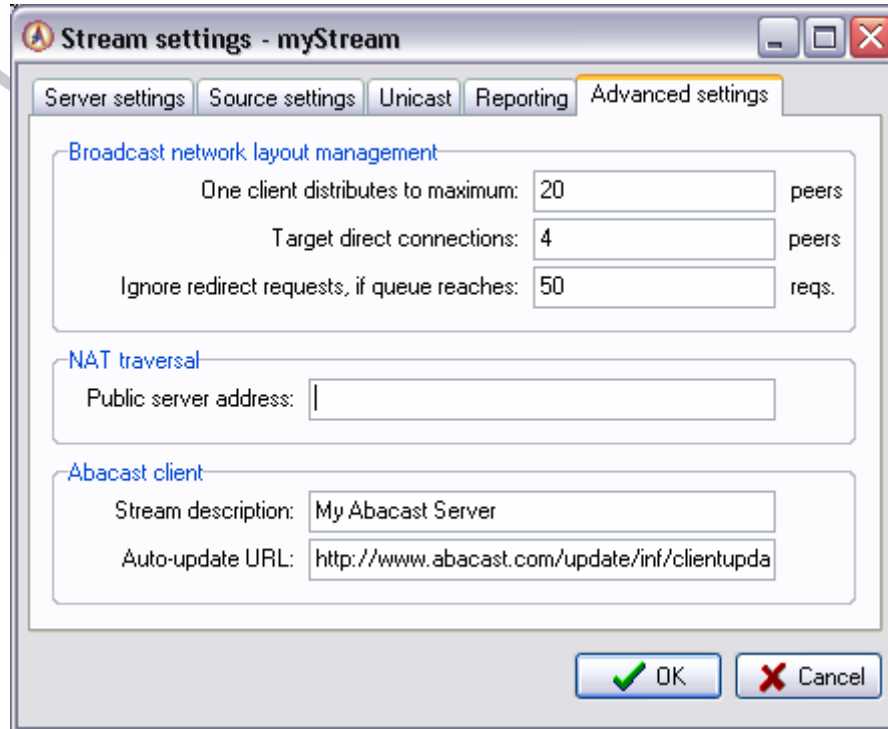 Stream settings - myStream
Server settings Source settings Unicast Reporting Advanced settings
Broadcast network layout management
One client distributes to maximum: 20 peers
Target direct connections: 4 peers
Ignore redirect requests, if queue reaches: 50 reqs.
NAT traversal
Public server address:
Abacast client
Stream description: My Abacast Server
Auto-update URL: http://www.abacast.com/update/inf/clientupda
OK Cancel